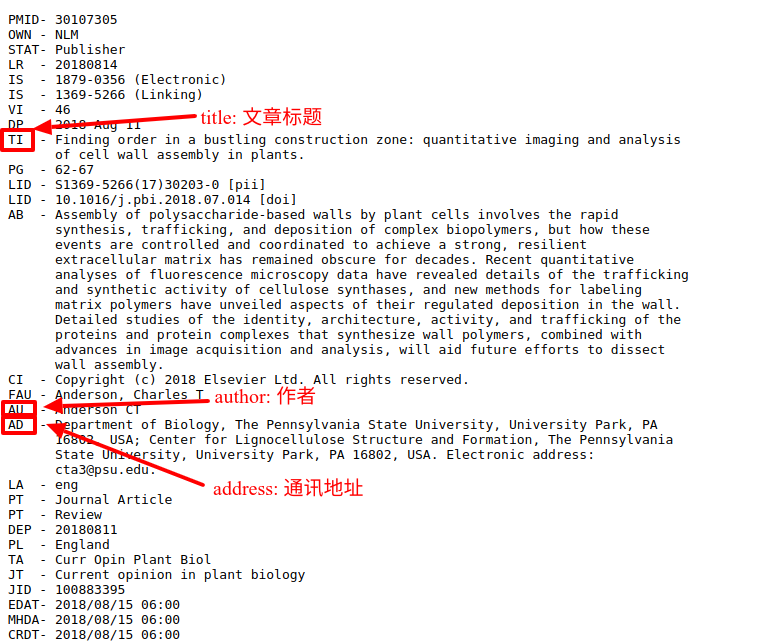 PMID- 30107305
OWN - NLM
STAT- Publisher
LR  - 20180814
IS  - 1879-0356 (Electronic)
IS  - 1369-5266 (Linking)
VI  - 46
title: 文章标题
DP  - 2018 Aug 11
TI  - Finding order in a bustling construction zone: quantitative imaging and analysis
      of cell wall assembly in plants.
PG  - 62-67
LID - S1369-5266(17)30203-0 [pii]
LID - 10.1016/j.pbi.2018.07.014 [doi]
AB  - Assembly of polysaccharide-based walls by plant cells involves the rapid
      synthesis, trafficking, and deposition of complex biopolymers, but how these
      events are controlled and coordinated to achieve a strong, resilient
      extracellular matrix has remained obscure for decades. Recent quantitative
      analyses of fluorescence microscopy data have revealed details of the trafficking
      and synthetic activity of cellulose synthases, and new methods for labeling
      matrix polymers have unveiled aspects of their regulated deposition in the wall.
      Detailed studies of the identity, architecture, activity, and trafficking of the
      proteins and protein complexes that synthesize wall polymers, combined with
      advances in image acquisition and analysis, will aid future efforts to dissect
      wall assembly.
CI  - Copyright (c) 2018 Elsevier Ltd. All rights reserved.
FAU - Anderson, Charles T
author: 作者
AU  - Anderson CT
AD  - Department of Biology, The Pennsylvania State University, University Park, PA
      16802, USA; Center for Lignocellulose Structure and Formation, The Pennsylvania
      State University, University Park, PA 16802, USA. Electronic address:
      cta3@psu.edu.
LA  - eng
address: 通讯地址
PT  - Journal Article
PT  - Review
DEP - 20180811
PL  - England
TA  - Curr Opin Plant Biol
JT  - Current opinion in plant biology
JID - 100883395
EDAT- 2018/08/15 06:00
MHDA- 2018/08/15 06:00
CRDT- 2018/08/15 06:00